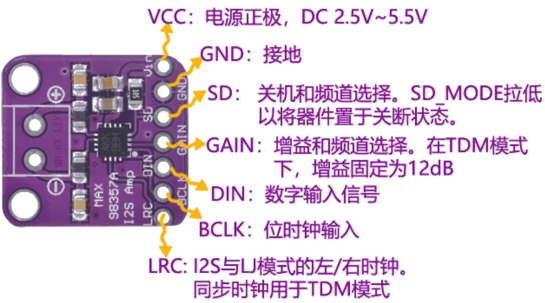 VCC：电源正极，DC 2.5V~5.5V
GND：接地
SD： 关机和频道选择。SD_MODE拉低
以将器件置于关断状态。
GAIN：增益和频道选择。在TDM模式
下，增益固定为12dB
DIN：数字输入信号
BCLK：位时钟输入
LRC: I2S与LJ模式的左/右时钟。
同步时钟用于TDM模式
Vin
GND
SD
GAIN
DIN
BCLK
LRC
MAX
98357A
I2S Amp